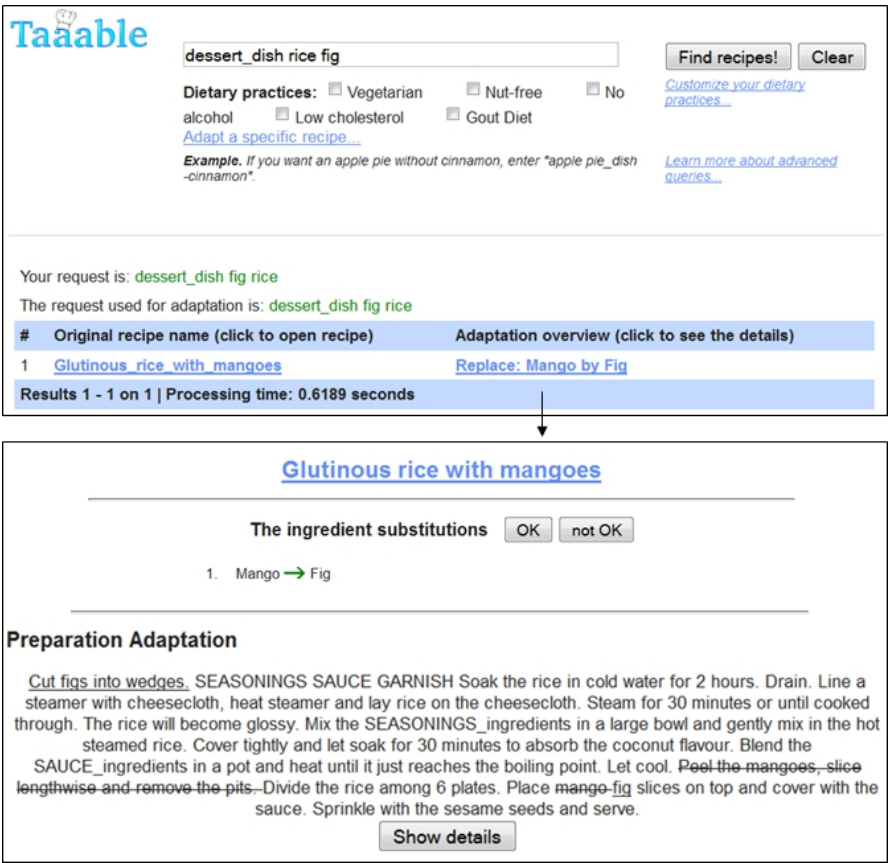 Taaable
dessert_dish rice fig
Find recipes! Clear
Dietary practices: Vegetarian Nut-free No
alcohol Low cholesterol Gout Diet
Customize your dietary
practices...
Adapt a specific recipe...
Example. If you want an apple pie without cinnamon, enter "apple pie_dish
-cinnamon".
Learn more about advanced
queries...
Your request is: dessert_dish fig rice
The request used for adaptation is: dessert_dish fig rice
# Original recipe name (click to open recipe) Adaptation overview (click to see the details)
1 Glutinous_rice_with_mangoes Replace: Mango by Fig
Results 1 - 1 on 1 | Processing time: 0.6189 seconds
Glutinous rice with mangoes
The ingredient substitutions OK not OK
1. Mango → Fig
Preparation Adaptation
Cut figs into wedges. SEASONINGS SAUCE GARNISH Soak the rice in cold water for 2 hours. Drain. Line a
steamer with cheesecloth, heat steamer and lay rice on the cheesecloth. Steam for 30 minutes or until cooked
through. The rice will become glossy. Mix the SEASONINGS_ingredients in a large bowl and gently mix in the hot
steamed rice. Cover tightly and let soak for 30 minutes to absorb the coconut flavour. Blend the
SAUCE_ingredients in a pot and heat until it just reaches the boiling point. Let cool. Peel the mangoes, slice
lengthwise and remove the pits. Divide the rice among 6 plates. Place mango fig slices on top and cover with the
sauce. Sprinkle with the sesame seeds and serve.
Show details